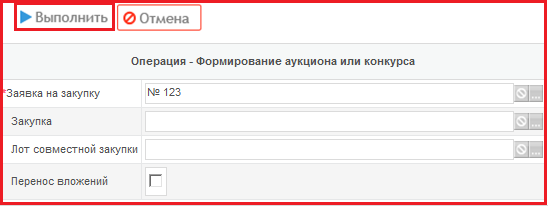 Выполнить Отмена
Операция - Формирование аукциона или конкурса
*Заявка на закупку № 123
Закупка
Лот совместной закупки
Перенос вложений